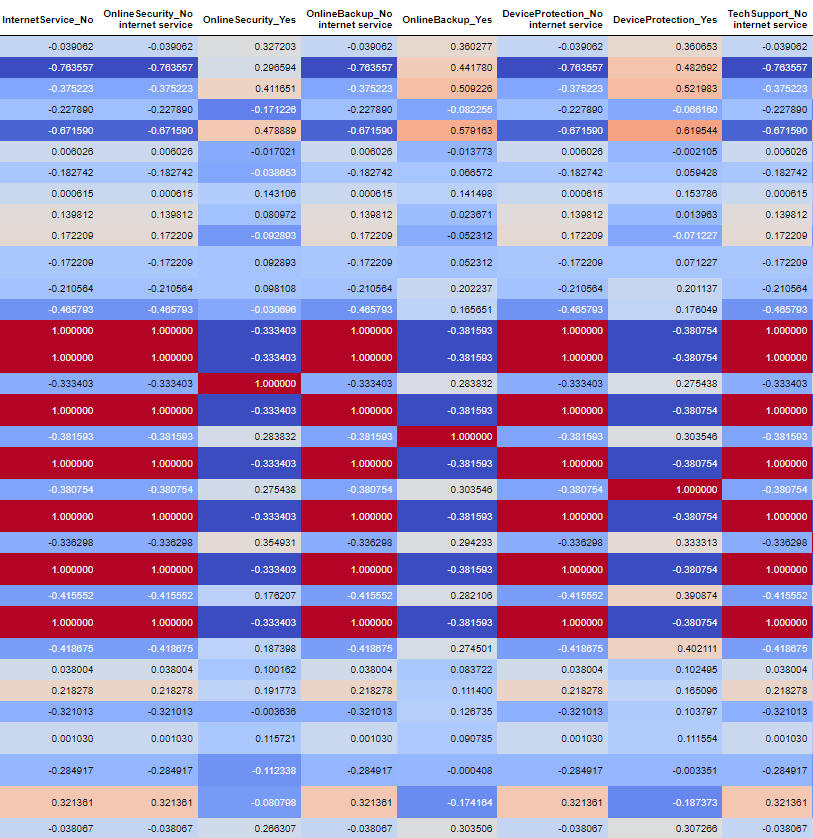 InternetService_No OnlineSecurity_No internet service OnlineSecurity_Yes OnlineBackup_No internet service OnlineBackup_Yes DeviceProtection_No internet service DeviceProtection_Yes TechSupport_No internet service
-0.039062 -0.039062 0.327203 -0.039062 0.360277 -0.039062 0.360653 -0.039062
-0.763557 -0.763557 0.296594 -0.763557 0.441780 -0.763557 0.482692 -0.763557
-0.375223 -0.375223 0.411651 -0.375223 0.509226 -0.375223 0.521983 -0.375223
-0.227890 -0.227890 -0.171226 -0.227890 -0.082255 -0.227890 -0.066160 -0.227890
-0.671590 -0.671590 0.478889 -0.671590 0.579163 -0.671590 0.619544 -0.671590
0.006026 0.006026 -0.017021 0.006026 -0.013773 0.006026 -0.002105 0.006026
-0.182742 -0.182742 -0.038653 -0.182742 0.066572 -0.182742 0.059428 -0.182742
0.000615 0.000615 0.143106 0.000615 0.141498 0.000615 0.153786 0.000615
0.139812 0.139812 0.080972 0.139812 0.023671 0.139812 0.013963 0.139812
0.172209 0.172209 -0.092893 0.172209 -0.052312 0.172209 -0.071227 0.172209
-0.172209 -0.172209 0.092893 -0.172209 0.052312 -0.172209 0.071227 -0.172209
-0.210564 -0.210564 0.098108 -0.210564 0.202237 -0.210564 0.201137 -0.210564
-0.465793 -0.465793 -0.030696 -0.465793 0.165651 -0.465793 0.176049 -0.465793
1.000000 1.000000 -0.333403 1.000000 -0.381593 1.000000 -0.380754 1.000000
1.000000 1.000000 -0.333403 1.000000 -0.381593 1.000000 -0.380754 1.000000
-0.333403 -0.333403 1.000000 -0.333403 0.283832 -0.333403 0.275438 -0.333403
1.000000 1.000000 -0.333403 1.000000 -0.381593 1.000000 -0.380754 1.000000
-0.381593 -0.381593 0.283832 -0.381593 1.000000 -0.381593 0.303546 -0.381593
1.000000 1.000000 -0.333403 1.000000 -0.381593 1.000000 -0.380754 1.000000
-0.380754 -0.380754 0.275438 -0.380754 0.303546 -0.380754 1.000000 -0.380754
1.000000 1.000000 -0.333403 1.000000 -0.381593 1.000000 -0.380754 1.000000
-0.336298 -0.336298 0.354931 -0.336298 0.294233 -0.336298 0.333313 -0.336298
1.000000 1.000000 -0.333403 1.000000 -0.381593 1.000000 -0.380754 1.000000
-0.415552 -0.415552 0.176207 -0.415552 0.282106 -0.415552 0.390874 -0.415552
1.000000 1.000000 -0.333403 1.000000 -0.381593 1.000000 -0.380754 1.000000
-0.418675 -0.418675 0.187398 -0.418675 0.274501 -0.418675 0.402111 -0.418675
0.038004 0.038004 0.100162 0.038004 0.083722 0.038004 0.102495 0.038004
0.218278 0.218278 0.191773 0.218278 0.111400 0.218278 0.165096 0.218278
-0.321013 -0.321013 -0.003636 -0.321013 0.126735 -0.321013 0.103797 -0.321013
0.001030 0.001030 0.115721 0.001030 0.090785 0.001030 0.111554 0.001030
-0.284917 -0.284917 -0.112338 -0.284917 -0.000408 -0.284917 -0.003351 -0.284917
0.321361 0.321361 -0.080798 0.321361 -0.174164 0.321361 -0.187373 0.321361
-0.038067 -0.038067 0.266307 -0.038067 0.303506 -0.038067 0.307266 -0.038067